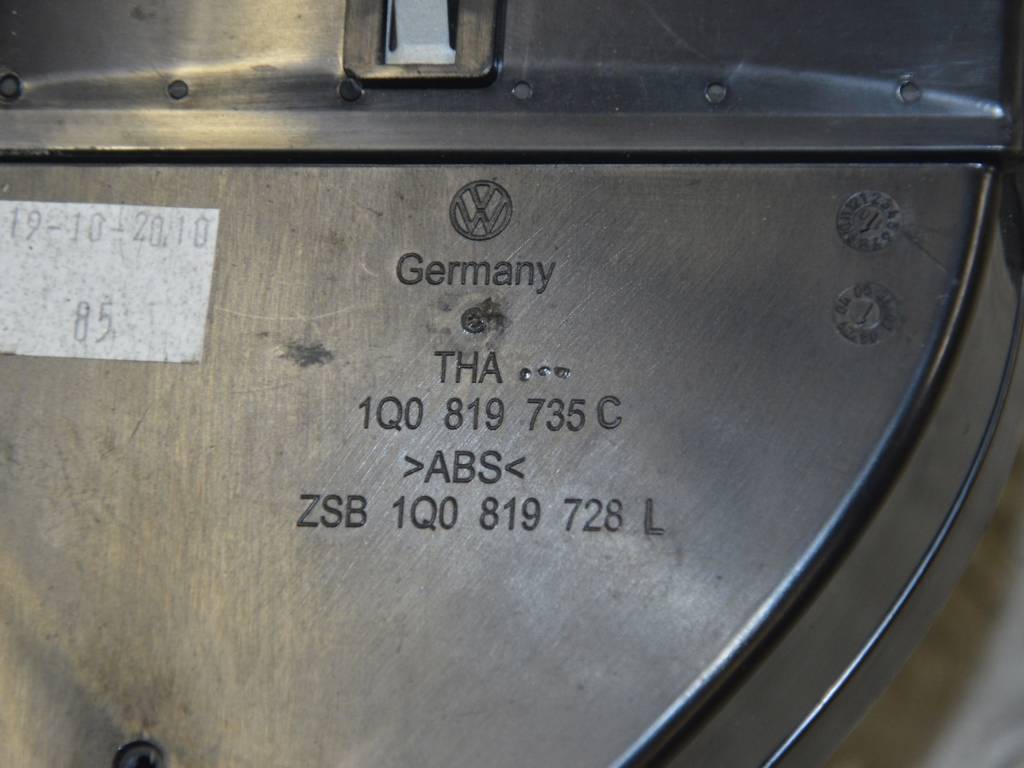 19-10-2010
85
Germany
THA
1Q0 819 735 C
>ABS<
ZSB 1Q0 819 728 L